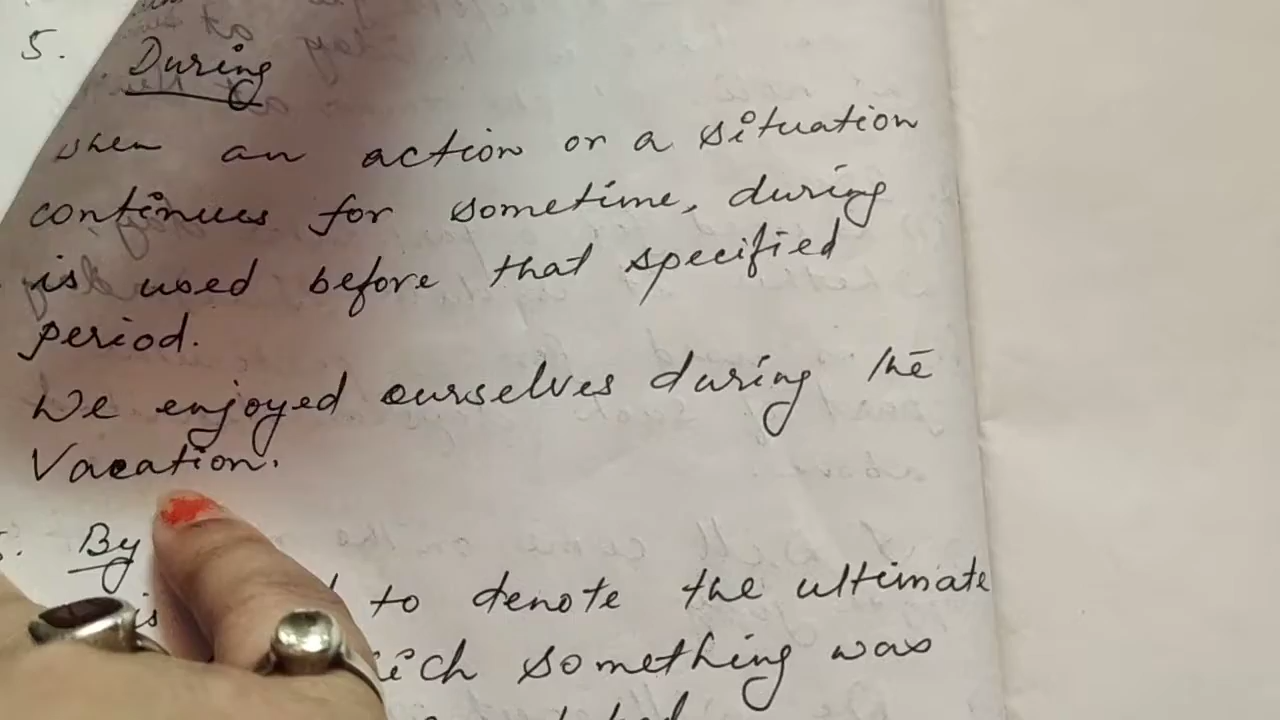 5. During
when an action or a situation
continues for sometime, during
is used before that specified
period.
We enjoyed ourselves during the
Vacation.
By
is to denote the ultimate
something was